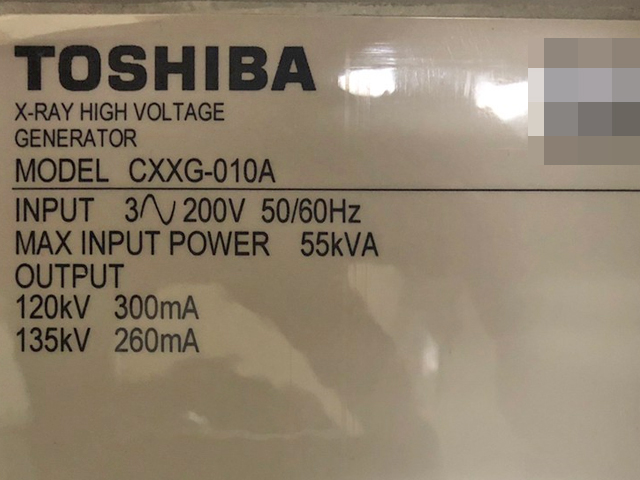 TOSHIBA
X-RAY HIGH VOLTAGE
GENERATOR
MODEL CXXG-010A
INPUT 3∿ 200V 50/60Hz
MAX INPUT POWER 55kVA
OUTPUT
120kV 300mA
135kV 260mA